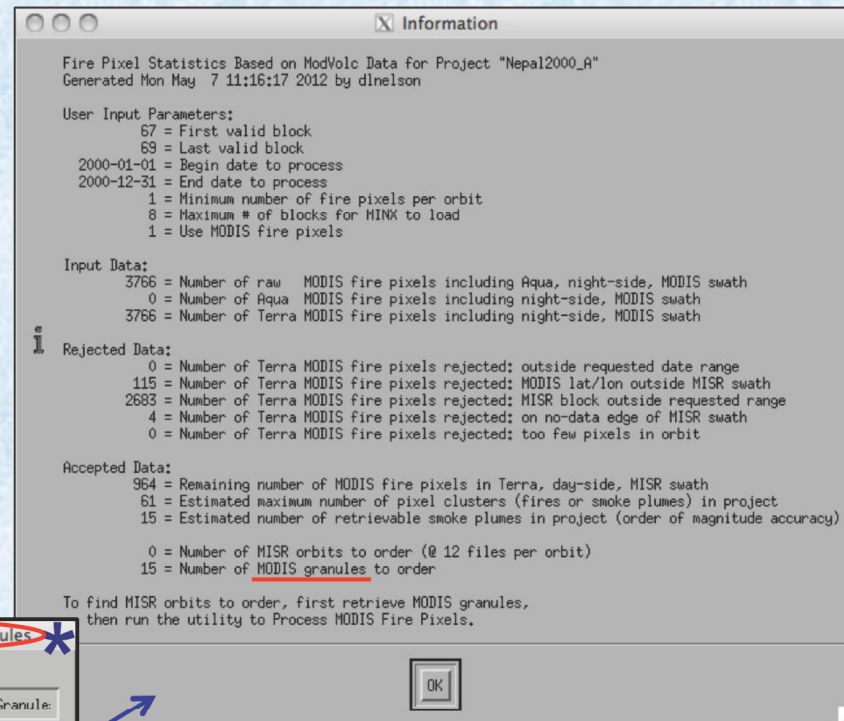 Information
Fire Pixel Statistics Based on ModVolc Data for Project "Nepal2000_A"
Generated Mon May 7 11:16:17 2012 by dlnelson
User Input Parameters:
67 = First valid block
69 = Last valid block
2000-01-01 = Begin date to process
2000-12-31 = End date to process
1 = Minimum number of fire pixels per orbit
8 = Maximum # of blocks for MINX to load
1 = Use MODIS fire pixels
Input Data:
3766 = Number of raw MODIS fire pixels including Aqua, night-side, MODIS swath
0 = Number of Aqua MODIS fire pixels including night-side, MODIS swath
3766 = Number of Terra MODIS fire pixels including night-side, MODIS swath
Rejected Data:
0 = Number of Terra MODIS fire pixels rejected: outside requested date range
115 = Number of Terra MODIS fire pixels rejected: MODIS lat/lon outside MISR swath
2683 = Number of Terra MODIS fire pixels rejected: MISR block outside requested range
4 = Number of Terra MODIS fire pixels rejected: on no-data edge of MISR swath
0 = Number of Terra MODIS fire pixels rejected: too few pixels in orbit
Accepted Data:
964 = Remaining number of MODIS fire pixels in Terra, day-side, MISR swath
61 = Estimated maximum number of pixel clusters (fires or smoke plumes) in project
15 = Estimated number of retrievable smoke plumes in project (order of magnitude accuracy)
0 = Number of MISR orbits to order (@ 12 files per orbit)
15 = Number of MODIS granules to order
To find MISR orbits to order, first retrieve MODIS granules,
then run the utility to Process MODIS Fire Pixels.
OK
ules *
Granule: